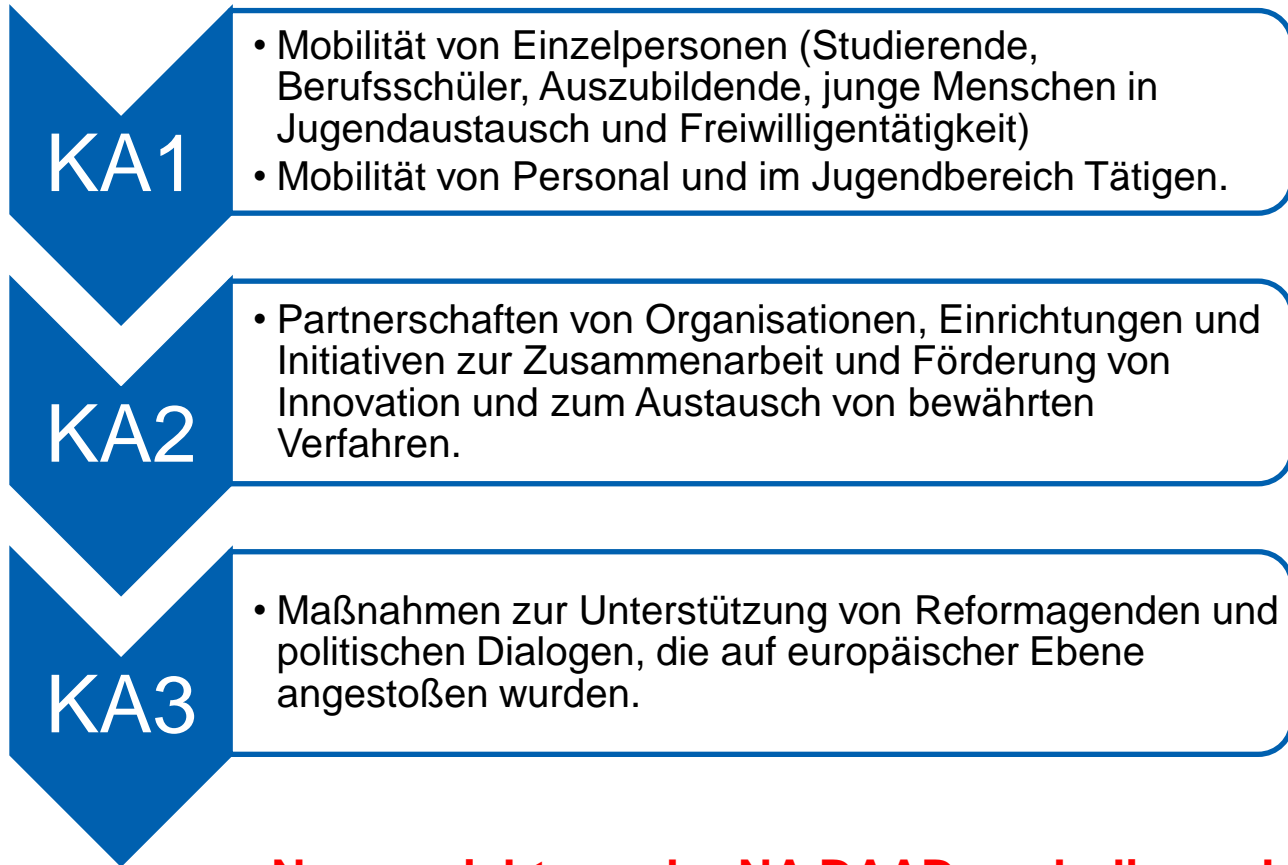 KA1
• Mobilität von Einzelpersonen (Studierende,
Berufsschüler, Auszubildende, junge Menschen in
Jugendaustausch und Freiwilligentätigkeit)
• Mobilität von Personal und im Jugendbereich Tätigen.
KA2
• Partnerschaften von Organisationen, Einrichtungen und
Initiativen zur Zusammenarbeit und Förderung von
Innovation und zum Austausch von bewährten
Verfahren.
KA3
• Maßnahmen zur Unterstützung von Reformagenden und
politischen Dialogen, die auf europäischer Ebene
angestoßen wurden.
NA DAAD